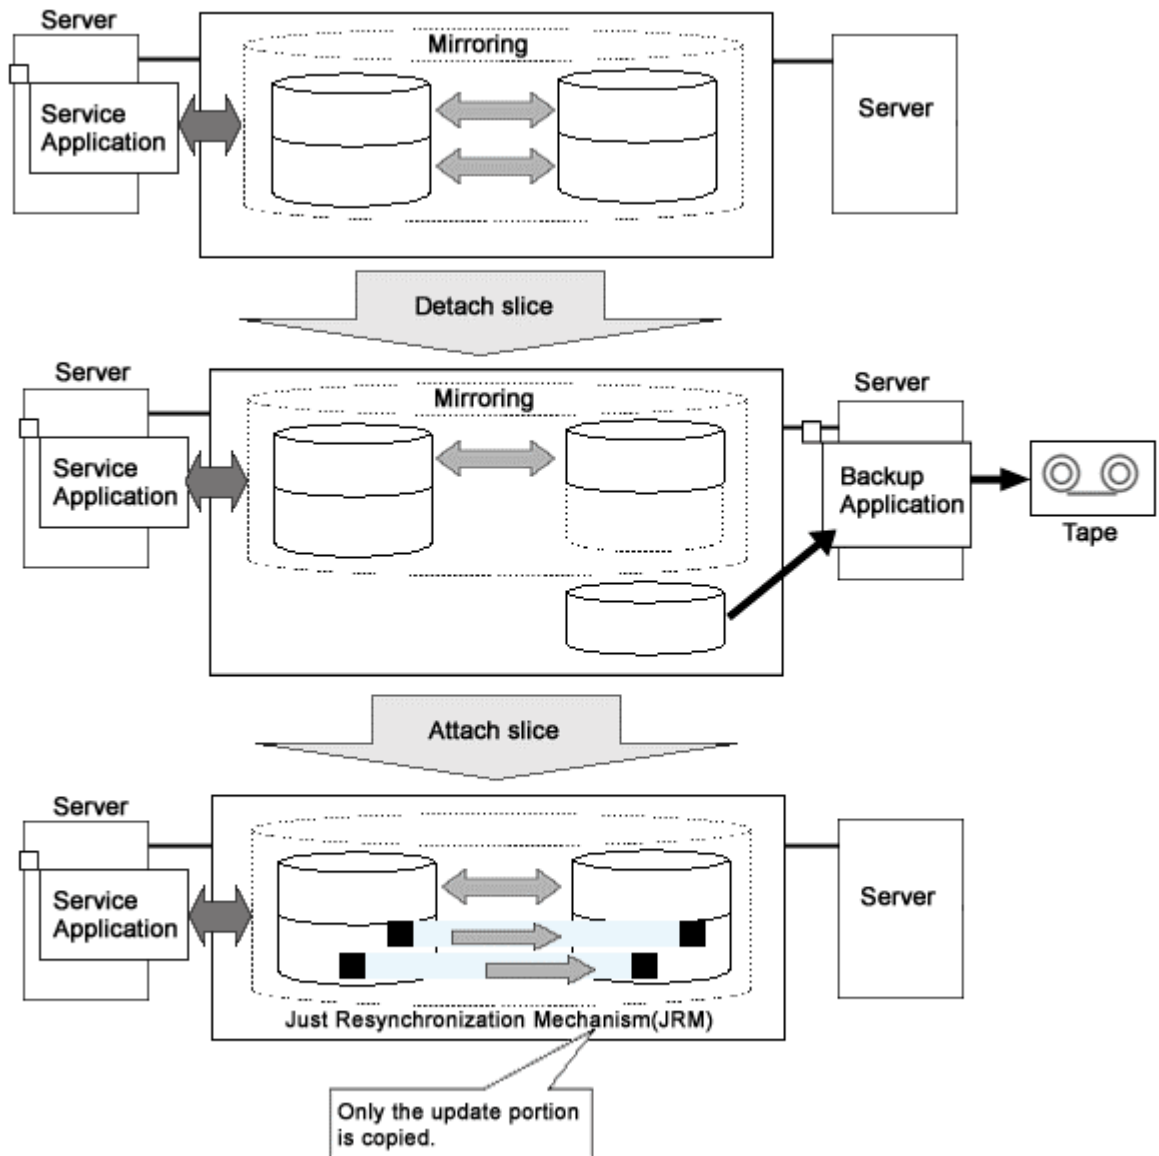 Server
Mirroring
Service
Application
Server
Detach slice
Server
Mirroring
Server
Service
Application
Backup
Application
Tape
Attach slice
Server
Service
Application
Server
Just Resynchronization Mechanism(JRM)
Only the update portion
is copied.